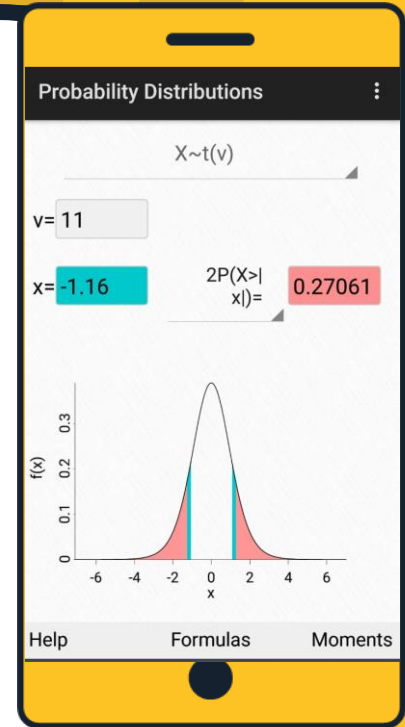 Probability Distributions
X~t(v)
v= 11
x= -1.16 2P(X>|
x|)= 0.27061
f(x)
0.3
0.2
0.1
0
-6 -4 -2 0 2 4 6
x
Help Formulas Moments